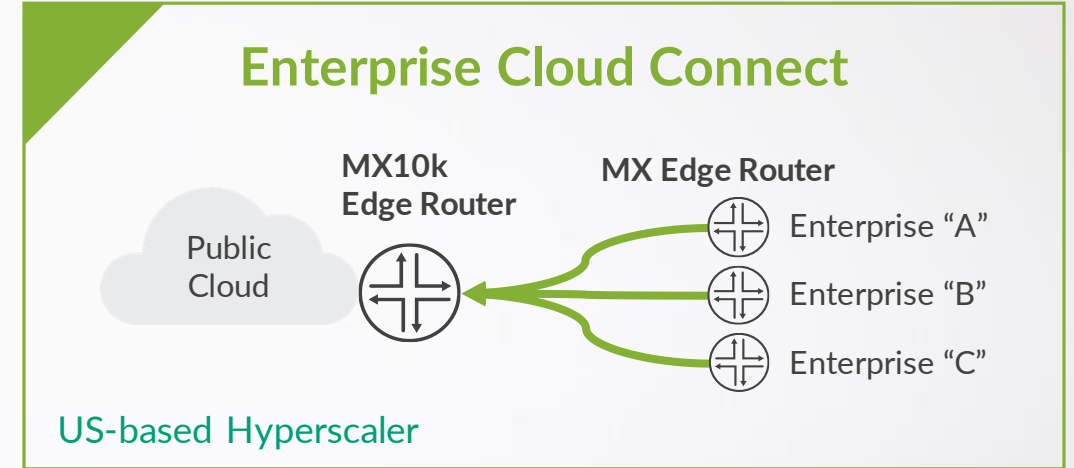 Enterprise Cloud Connect
MX10k
Edge Router
MX Edge Router
Public
Cloud
Enterprise “A”
Enterprise “B”
Enterprise “C”
US-based Hyperscaler